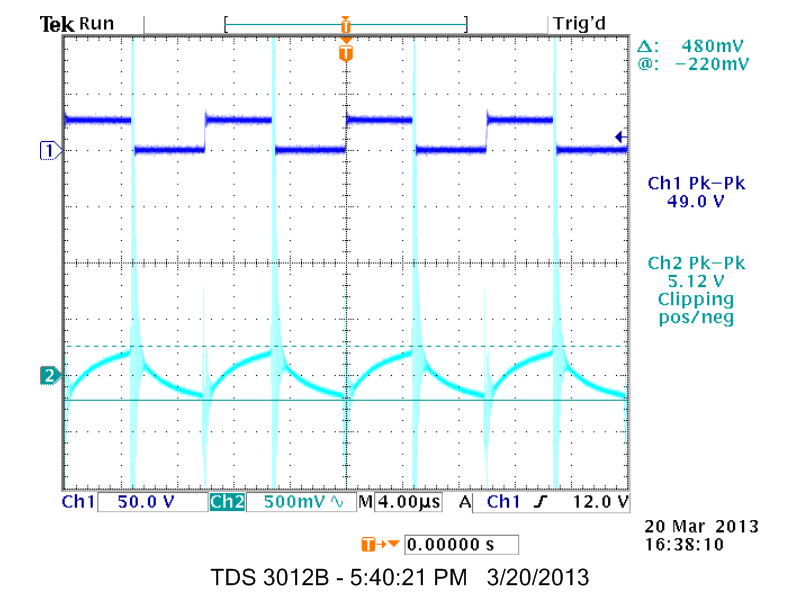 Tek Run Trig'd
T
T
Δ: 480mV
@: −220mV
1
Ch1 Pk−Pk
49.0 V
Ch2 Pk−Pk
5.12 V
Clipping
pos/neg
2
Ch1 50.0 V Ch2 500mV∿ M 4.00μs A Ch1 ʃ 12.0 V
20 Mar 2013
16:38:10
T→▼ 0.00000 s
TDS 3012B - 5:40:21 PM 3/20/2013